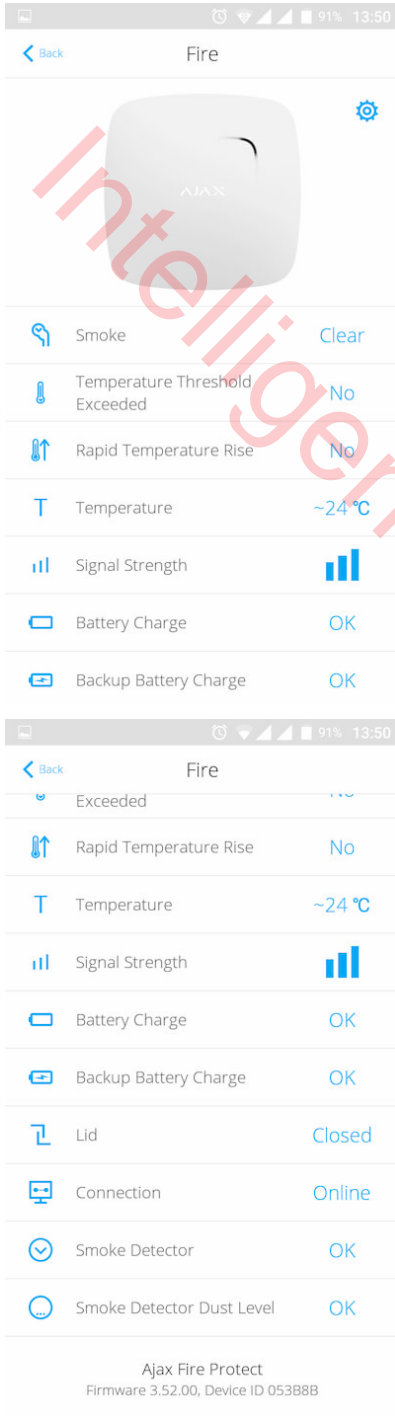 91% 13:50
Back
Fire
AJAX
Smoke
Clear
Temperature Threshold
Exceeded
No
Rapid Temperature Rise
No
T
Temperature
~24 °C
Signal Strength
Battery Charge
OK
Backup Battery Charge
OK
91% 13:50
Back
Fire
Exceeded
No
Rapid Temperature Rise
No
T
Temperature
~24 °C
Signal Strength
Battery Charge
OK
Backup Battery Charge
OK
Lid
Closed
Connection
Online
Smoke Detector
OK
Smoke Detector Dust Level
OK
Ajax Fire Protect
Firmware 3.52.00, Device ID 053B8B